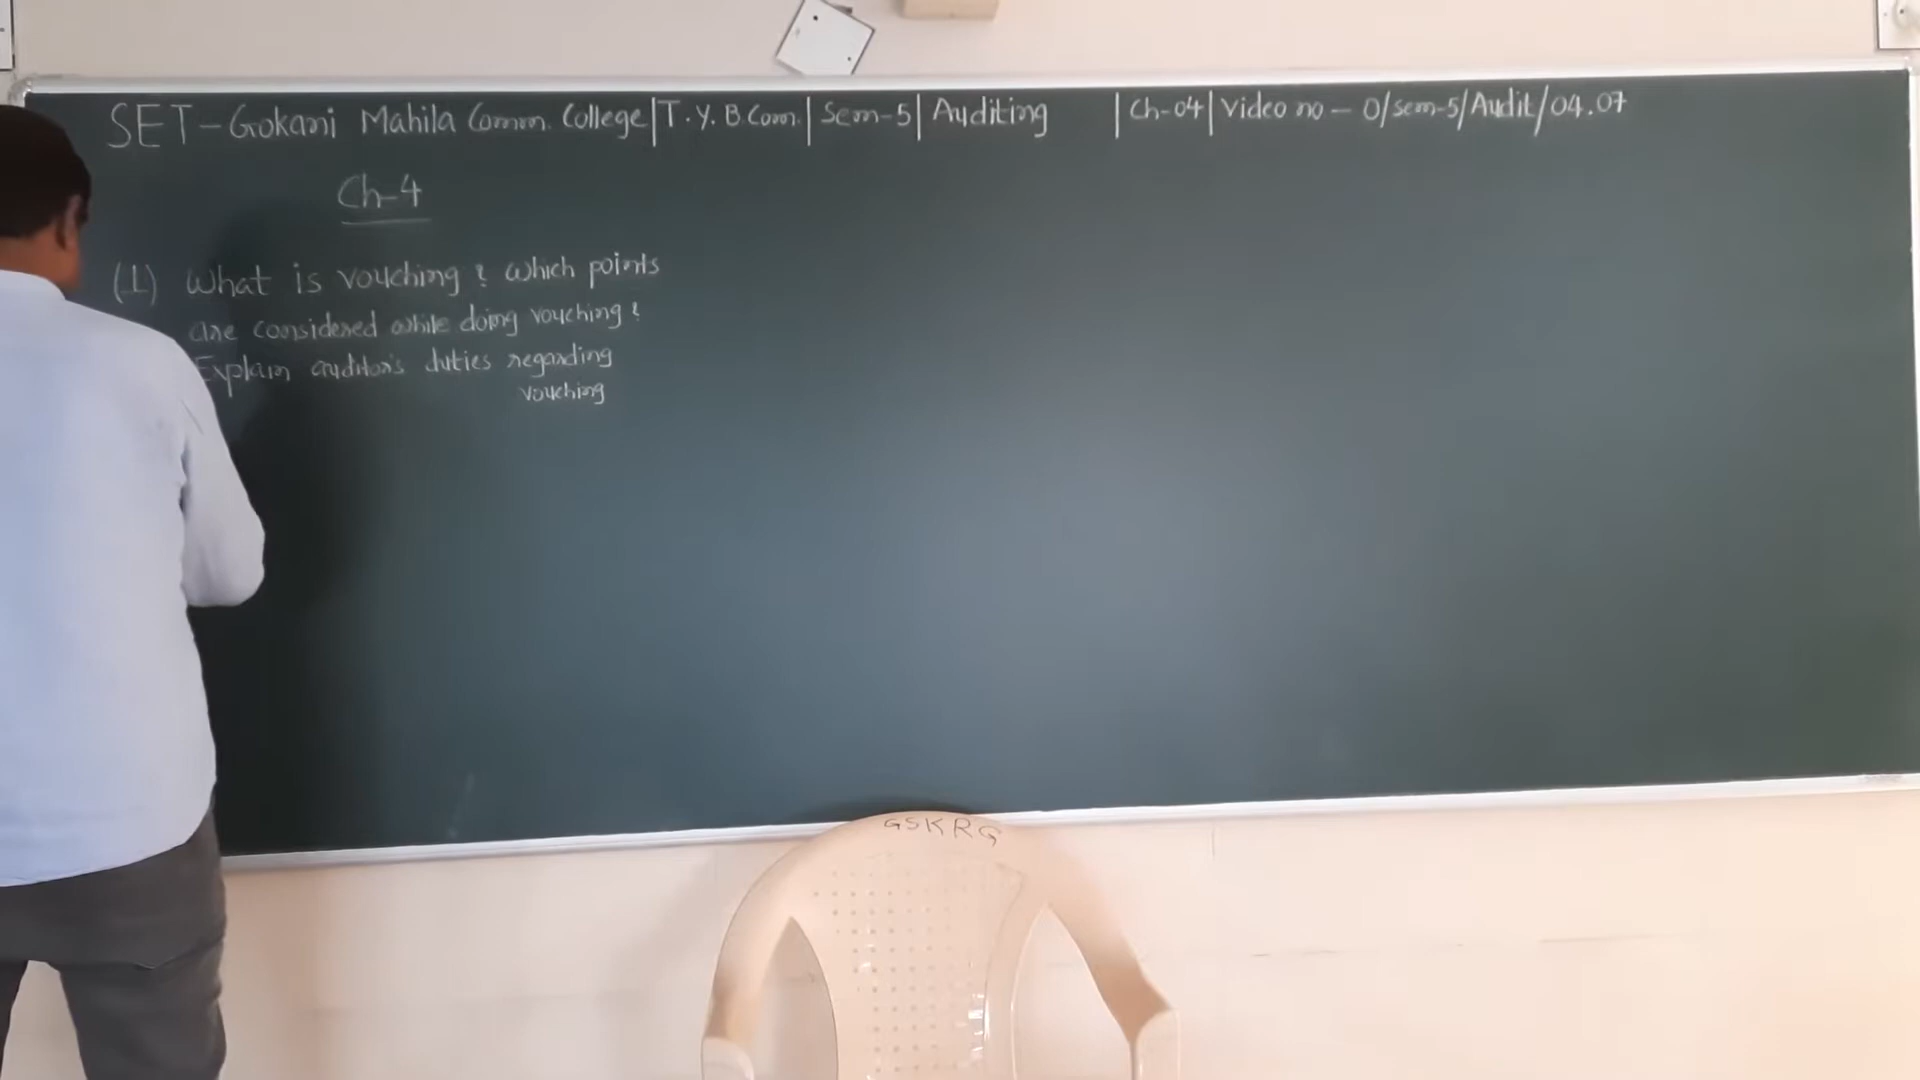 SET-Gokani Mahila Comm. College | T.Y.B.Com. | Sem-5 | Auditing | Ch-04 | Video no - 0/sem-5/Audit/04.07
Ch-4
(1) What is vouching? which points
are considered while doing vouching?
Explain auditor's duties regarding
vouching
GSKRG